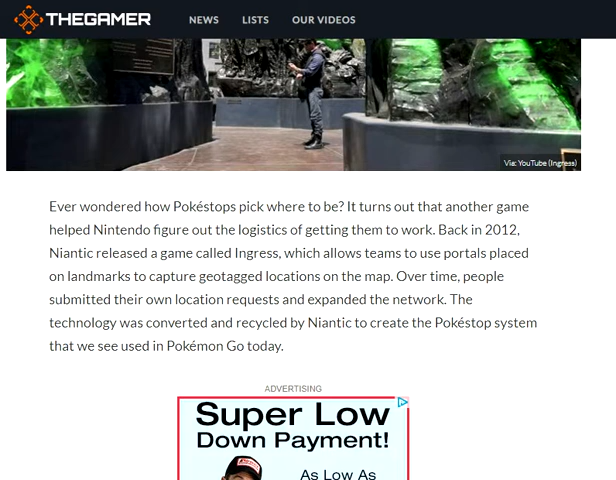 THEGAMER NEWS LISTS OUR VIDEOS
Via: YouTube (Ingress)
Ever wondered how Pokéstops pick where to be? It turns out that another game
helped Nintendo figure out the logistics of getting them to work. Back in 2012,
Niantic released a game called Ingress, which allows teams to use portals placed
on landmarks to capture geotagged locations on the map. Over time, people
submitted their own location requests and expanded the network. The
technology was converted and recycled by Niantic to create the Pokéstop system
that we see used in Pokémon Go today.
ADVERTISING
Super Low
Down Payment!
As Low As